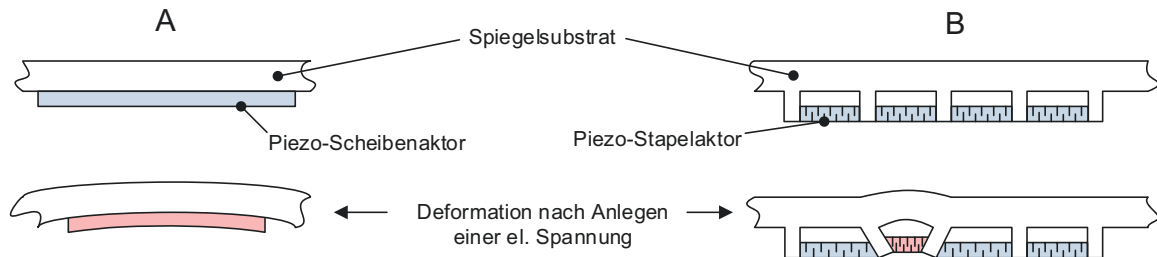 A
B
Spiegelsubstrat
Piezo-Scheibenaktor
Piezo-Stapelaktor
Deformation nach Anlegen
einer el. Spannung